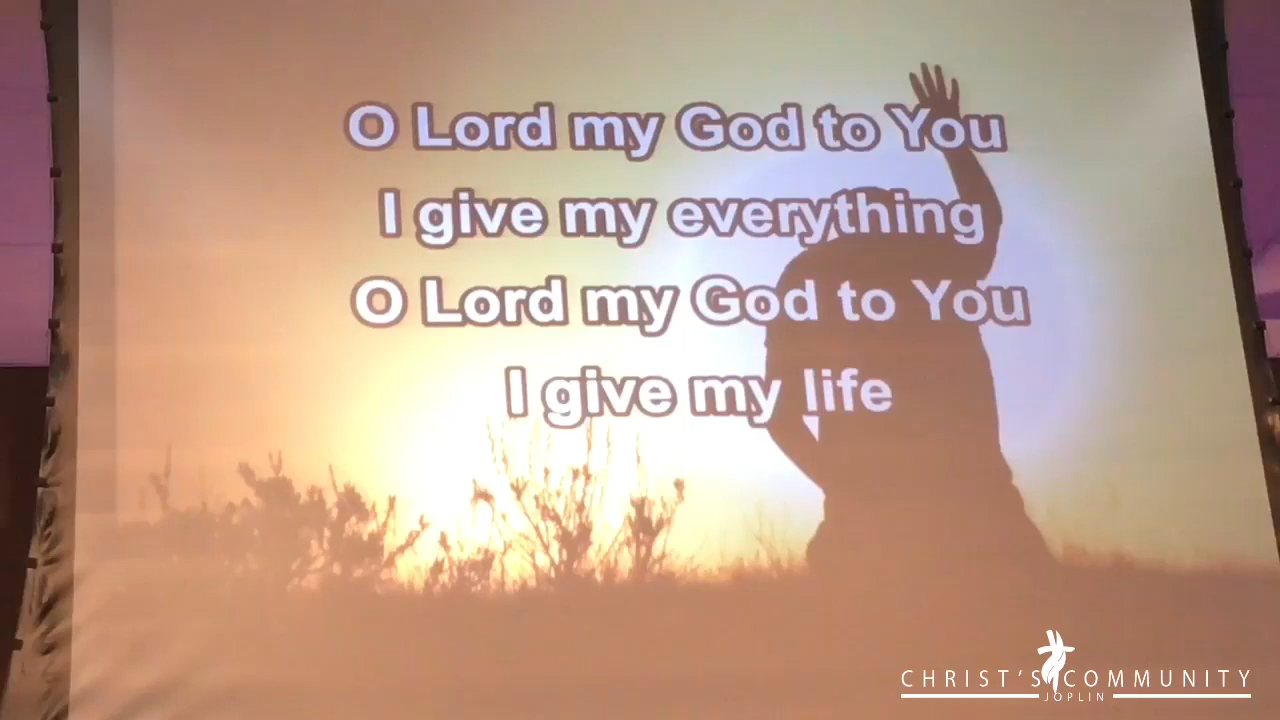 O Lord my God to You
I give my everything
O Lord my God to You
I give my life
CHRIST'S COMMUNITY
JOPLIN